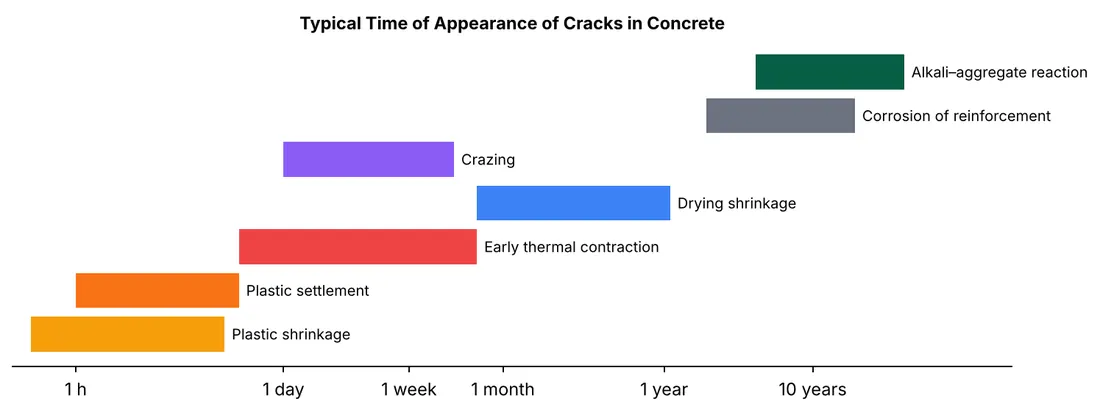 Typical Time of Appearance of Cracks in Concrete
Alkali–aggregate reaction
Corrosion of reinforcement
Crazing
Drying shrinkage
Early thermal contraction
Plastic settlement
Plastic shrinkage
1 h 1 day 1 week 1 month 1 year 10 years